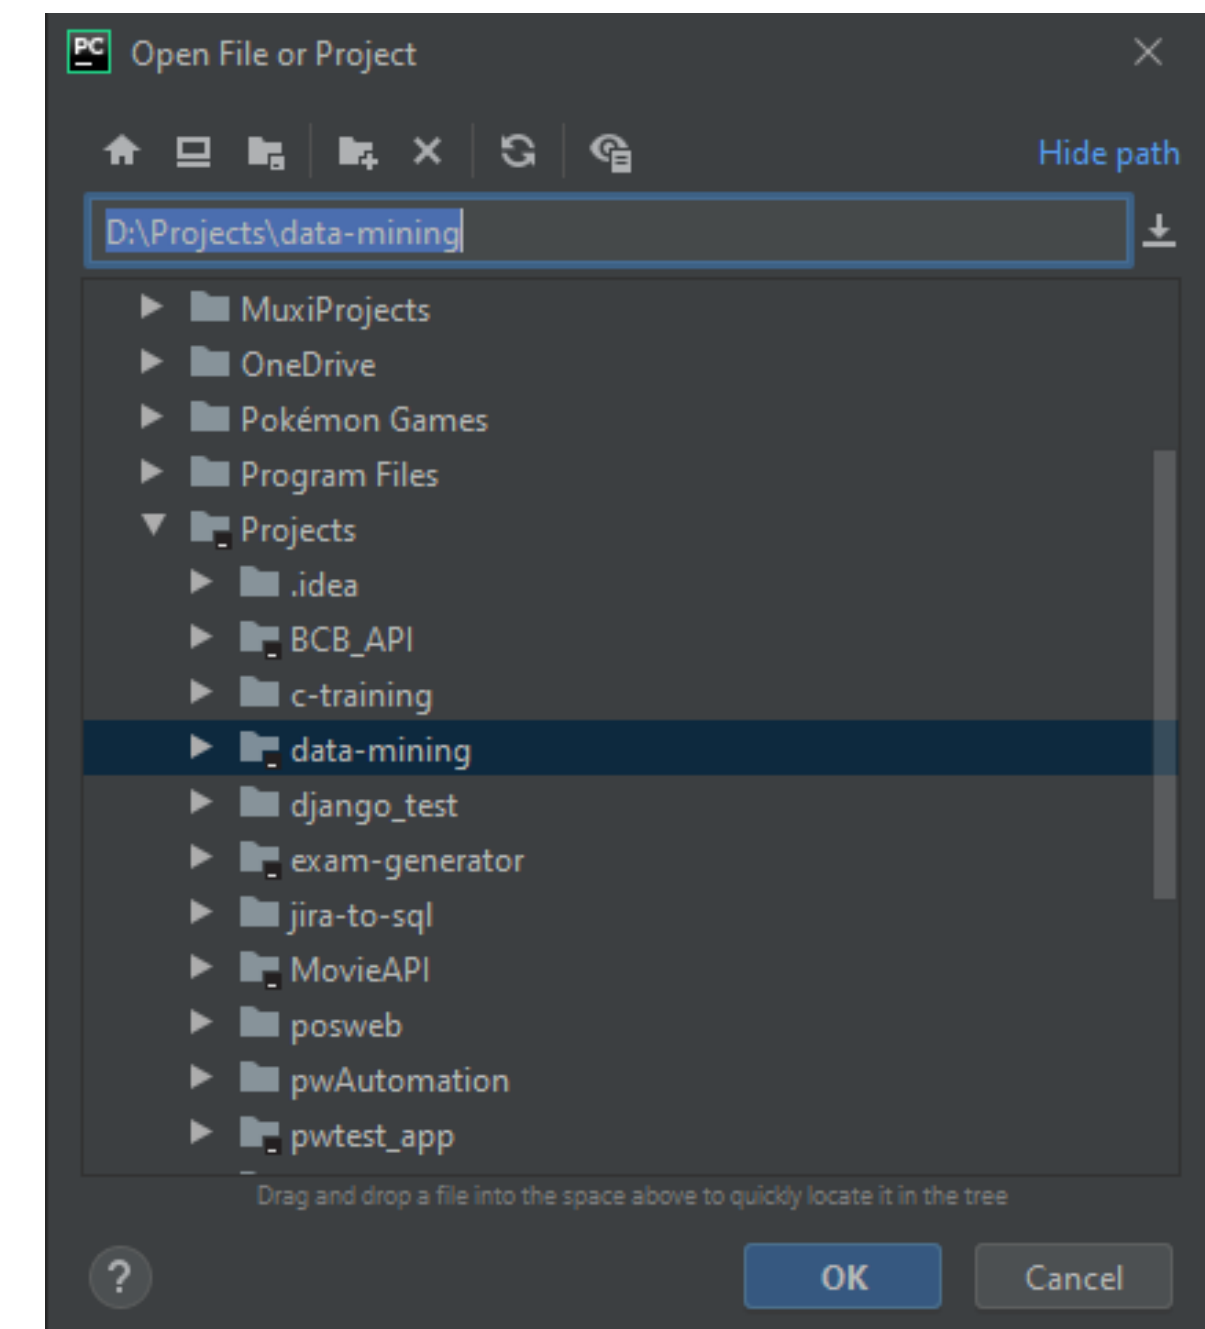 PC Open File or Project
Hide path
D:\Projects\data-mining
MuxiProjects
OneDrive
Pokémon Games
Program Files
Projects
.idea
BCB_API
c-training
data-mining
django_test
exam-generator
jira-to-sql
MovieAPI
posweb
pwAutomation
pwtest_app
Drag and drop a file into the space above to quickly locate it in the tree
? OK Cancel